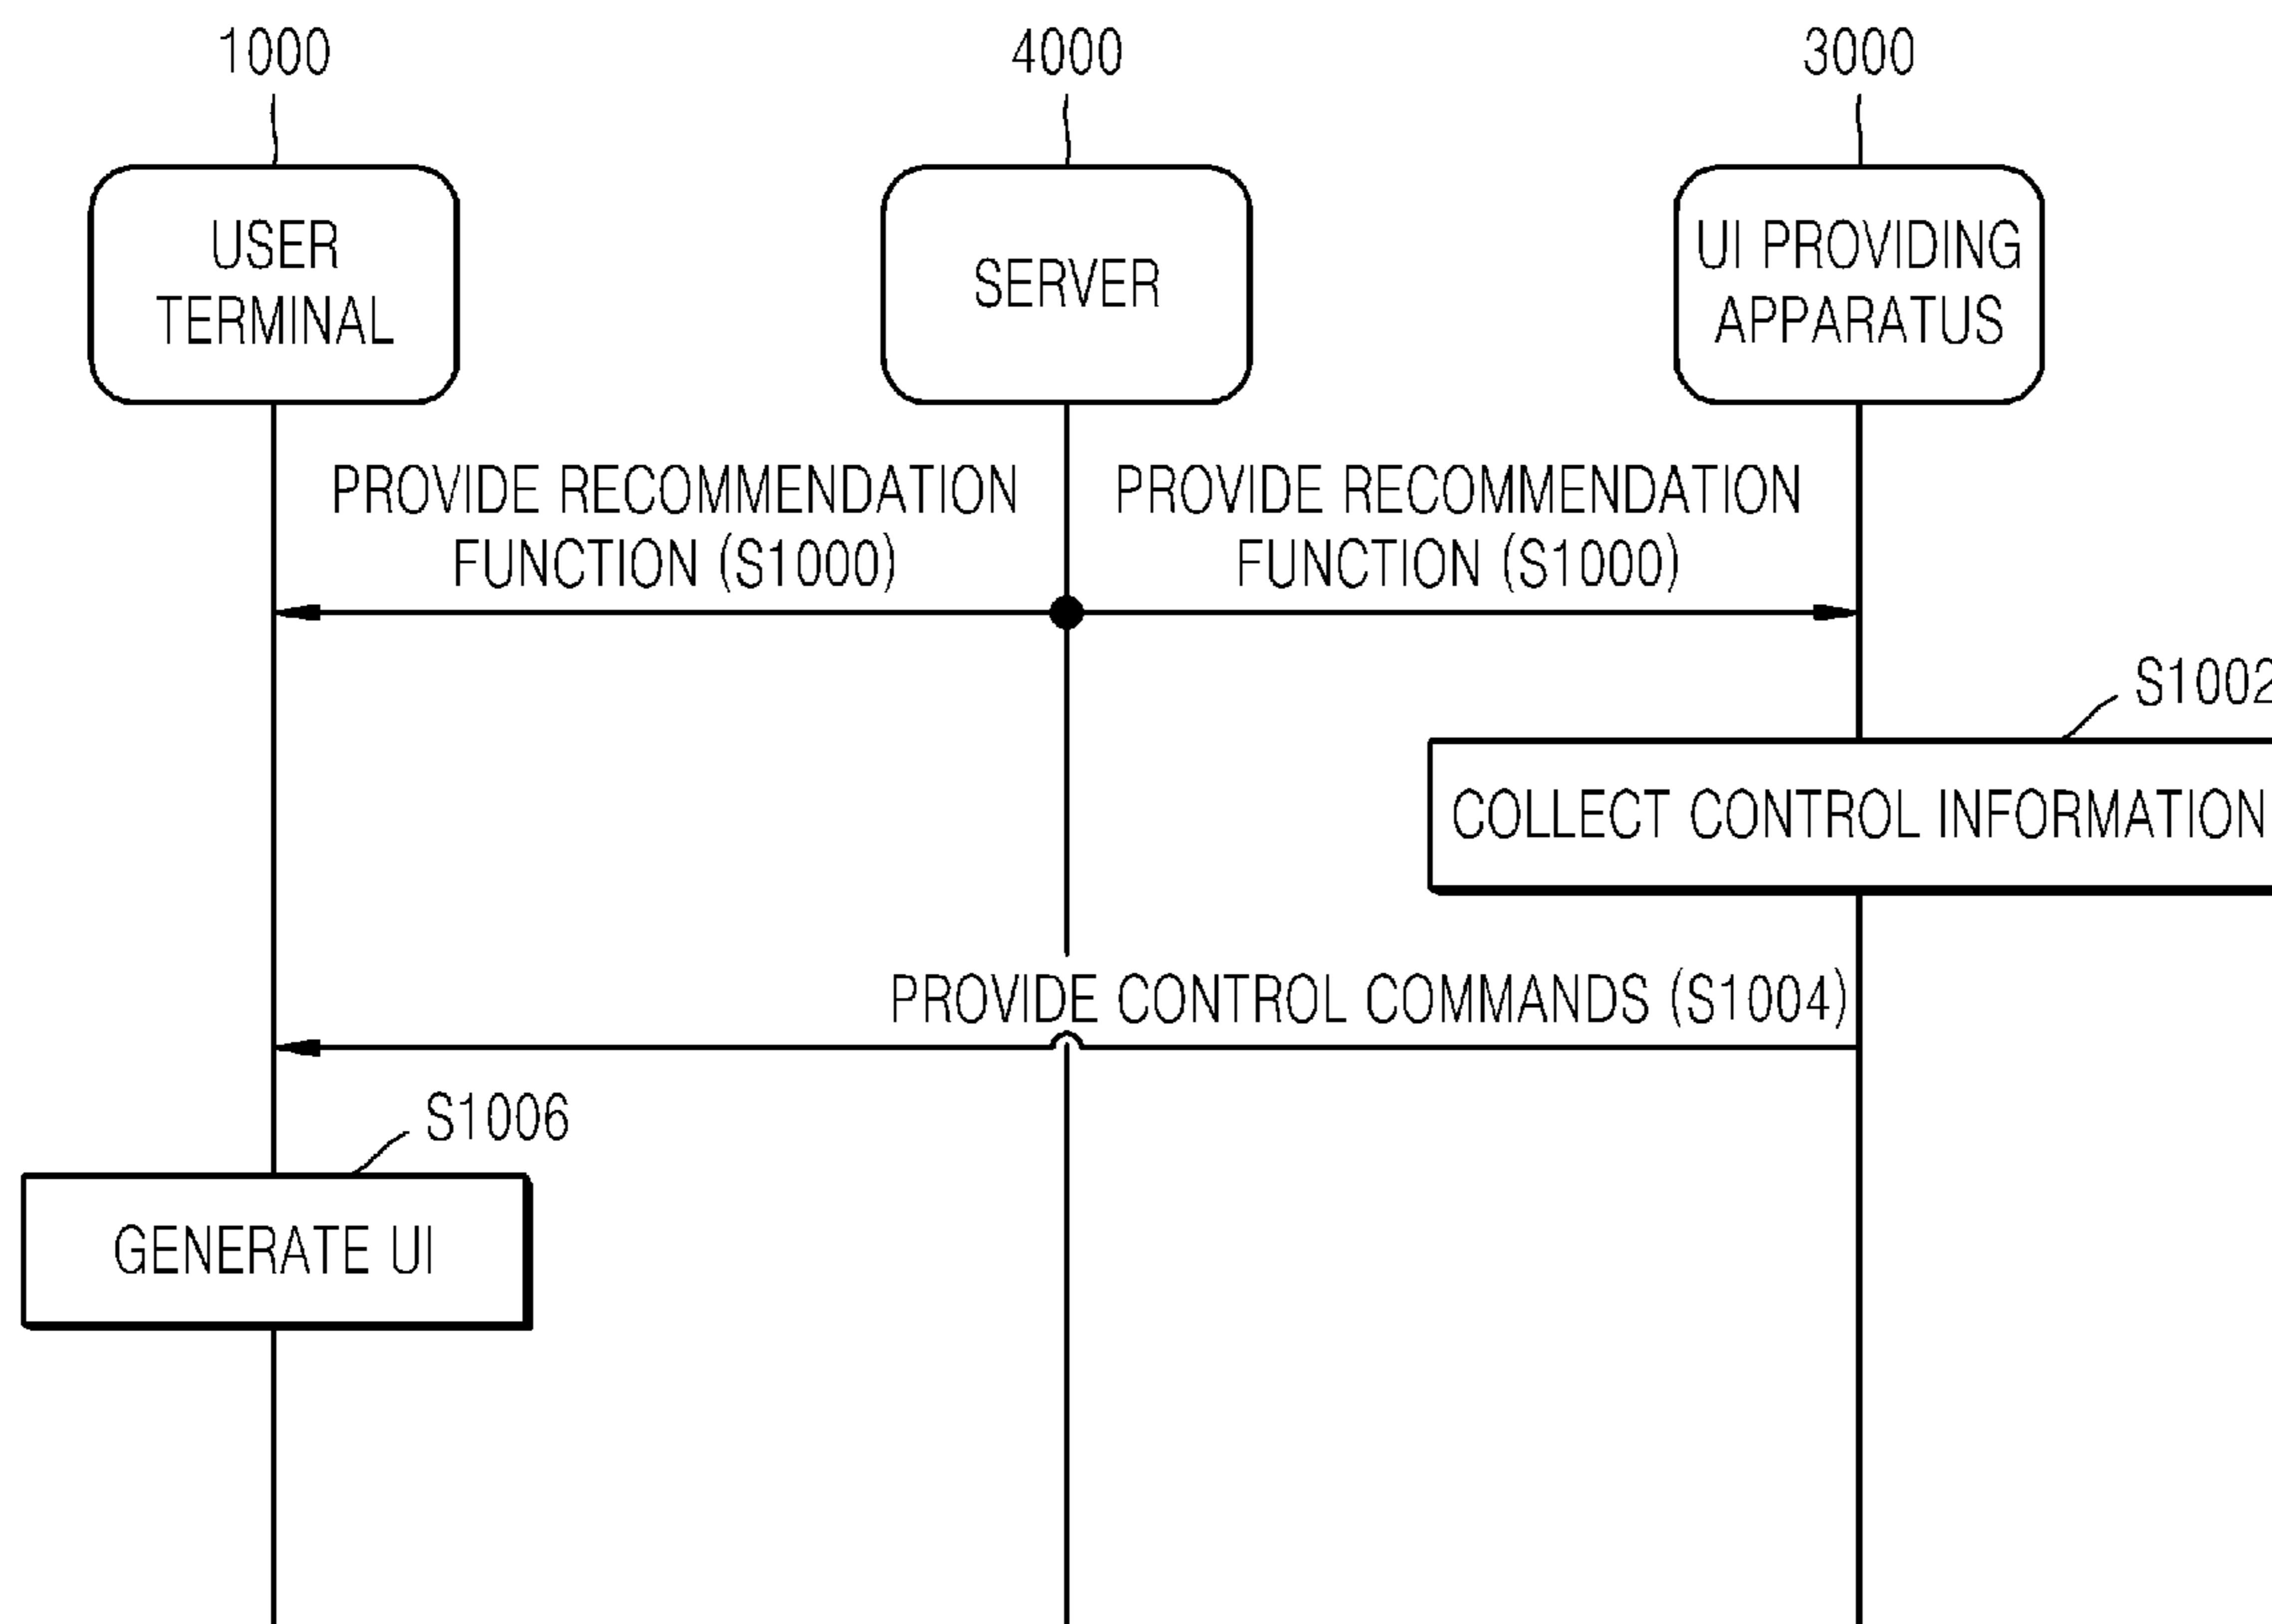 1000
4000
3000
USER
TERMINAL
SERVER
UI PROVIDING
APPARATUS
PROVIDE RECOMMENDATION
FUNCTION (S1000)
PROVIDE RECOMMENDATION
FUNCTION (S1000)
S1002
COLLECT CONTROL INFORMATION
PROVIDE CONTROL COMMANDS (S1004)
S1006
GENERATE UI